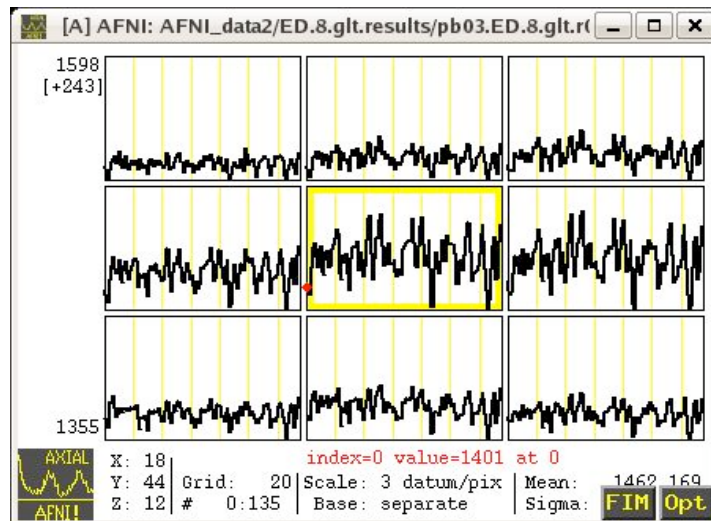 [A] AFNI: AFNI_data2/ED.8.glt.results/pb03.ED.8.glt.r
1598
[+243]
1355
AXIAL
AFNI!
index=0 value=1401 at 0
X: 18
Y: 44 Grid: 20 Scale: 3 datum/pix Mean: 1462.169
Z: 12 # 0:135 Base: separate Sigma:
FIM Opt